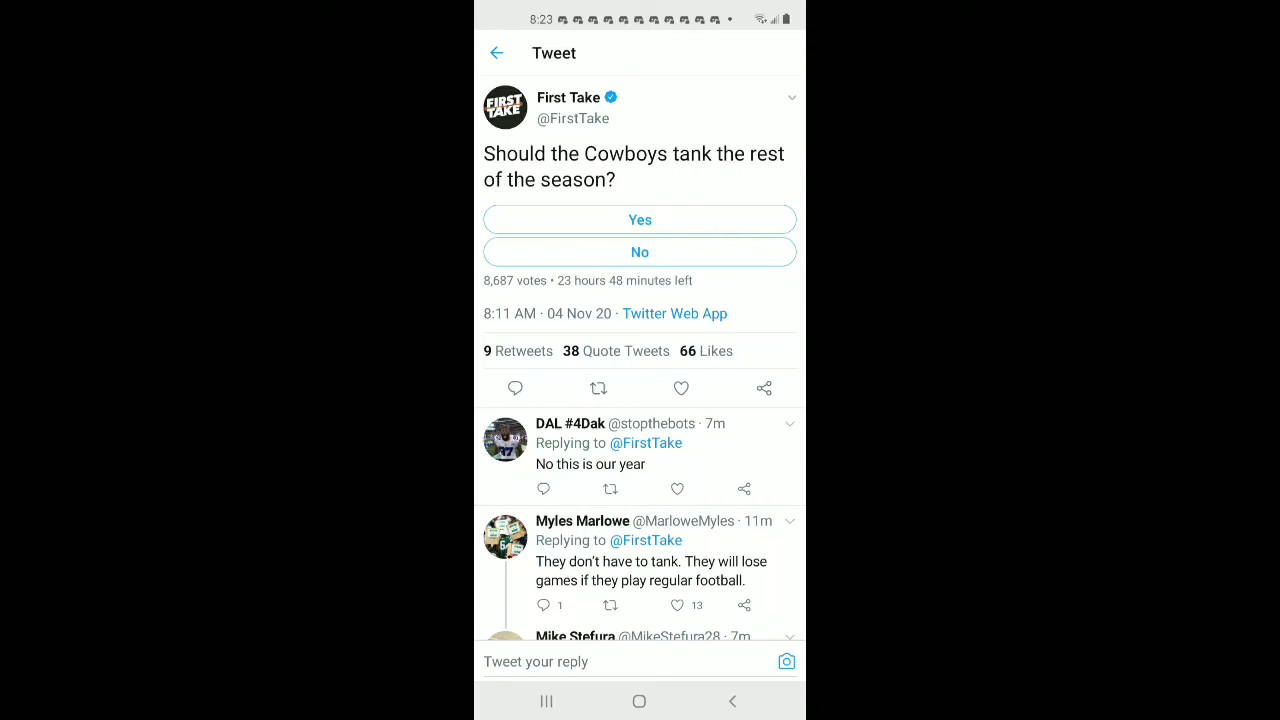 8:23
Tweet
FIRST
TAKE
First Take
@FirstTake
Should the Cowboys tank the rest
of the season?
Yes
No
8,687 votes • 23 hours 48 minutes left
8:11 AM · 04 Nov 20 · Twitter Web App
9 Retweets 38 Quote Tweets 66 Likes
DAL #4Dak @stopthebots · 7m
Replying to @FirstTake
No this is our year
Myles Marlowe @MarloweMyles · 11m
Replying to @FirstTake
They don't have to tank. They will lose
games if they play regular football.
1 13
Mike Stefura @MikeStefura28 · 7m
Tweet your reply